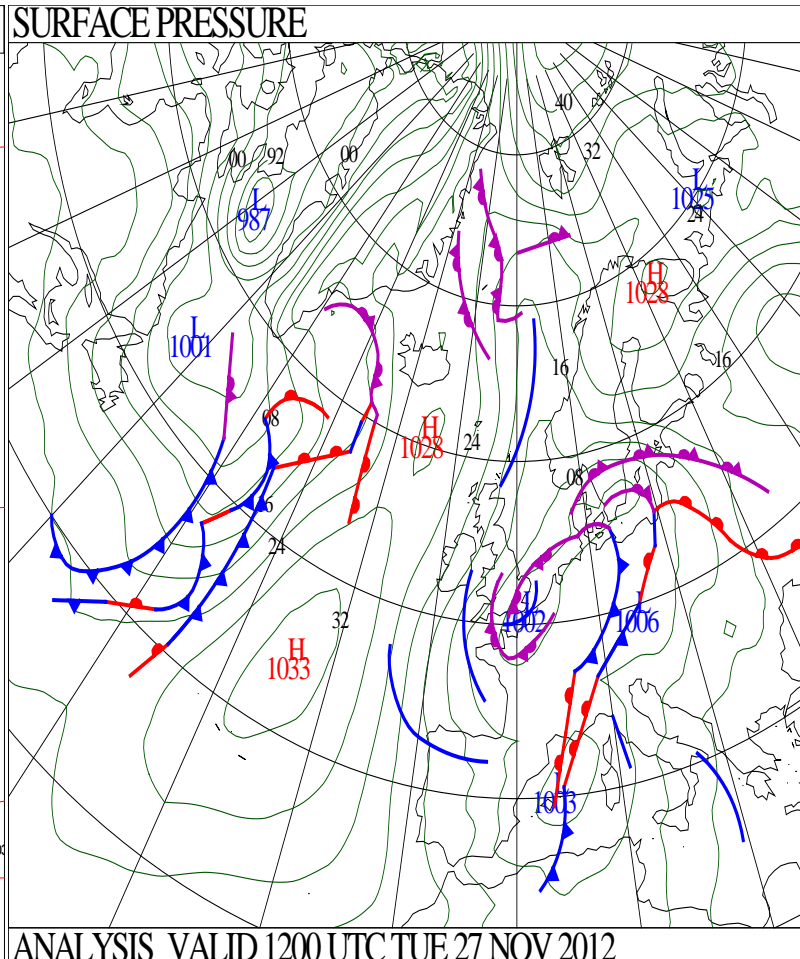 SURFACE PRESSURE
40
00 92 00
32
L
987
L
1025
24
H
1028
L
1001
16
16
H
1028
08
24
08
16
24
32
L
1002
L
1006
H
1033
L
1003
ANALYSIS VALID 1200 UTC TUE 27 NOV 2012